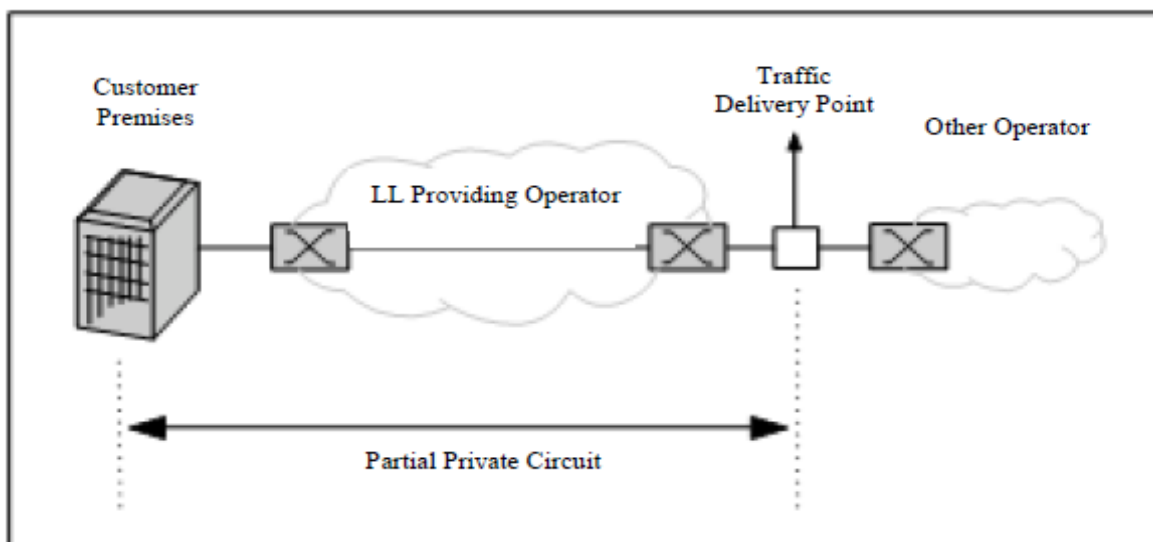 Customer
Premises
Traffic
Delivery Point
Other Operator
LL Providing Operator
Partial Private Circuit